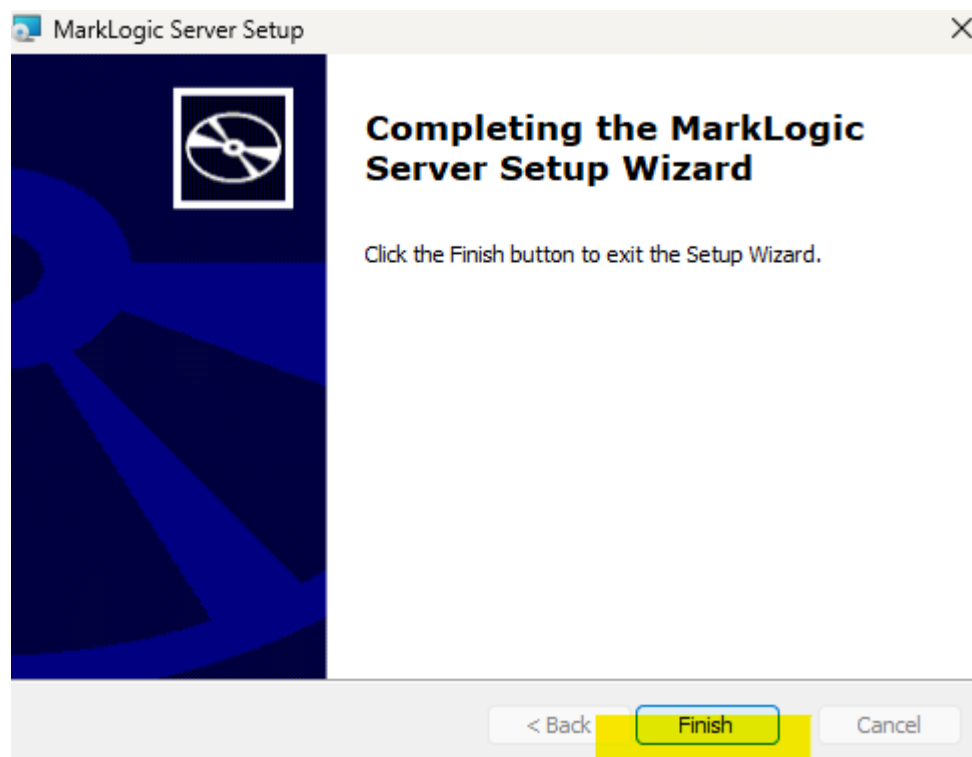 MarkLogic Server Setup
Completing the MarkLogic
Server Setup Wizard
Click the Finish button to exit the Setup Wizard.
< Back Finish Cancel